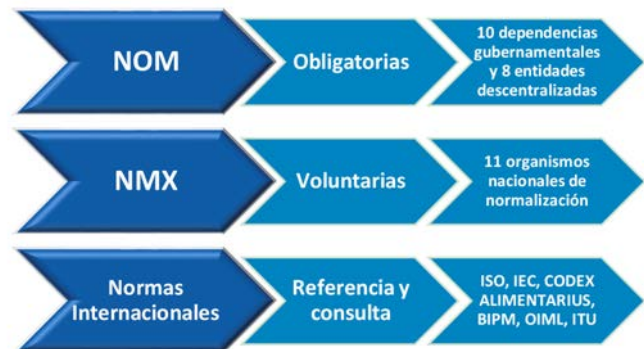 NOM
Obligatorias
10 dependencias
gubernamentales
y 8 entidades
descentralizadas
NMX
Voluntarias
11 organismos
nacionales de
normalización
Normas
Internacionales
Referencia y
consulta
ISO, IEC, CODEX
ALIMENTARIUS,
BIPM, OIML, ITU